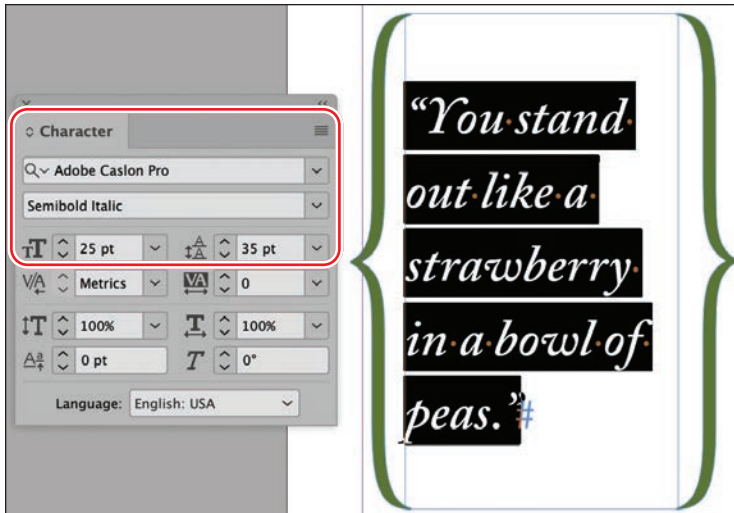 Character
Adobe Caslon Pro
Semibold Italic
25 pt 35 pt
Metrics 0
100% 100%
0 pt 0°
Language: English: USA
“You stand
out like a
strawberry
in a bowl of
peas.”